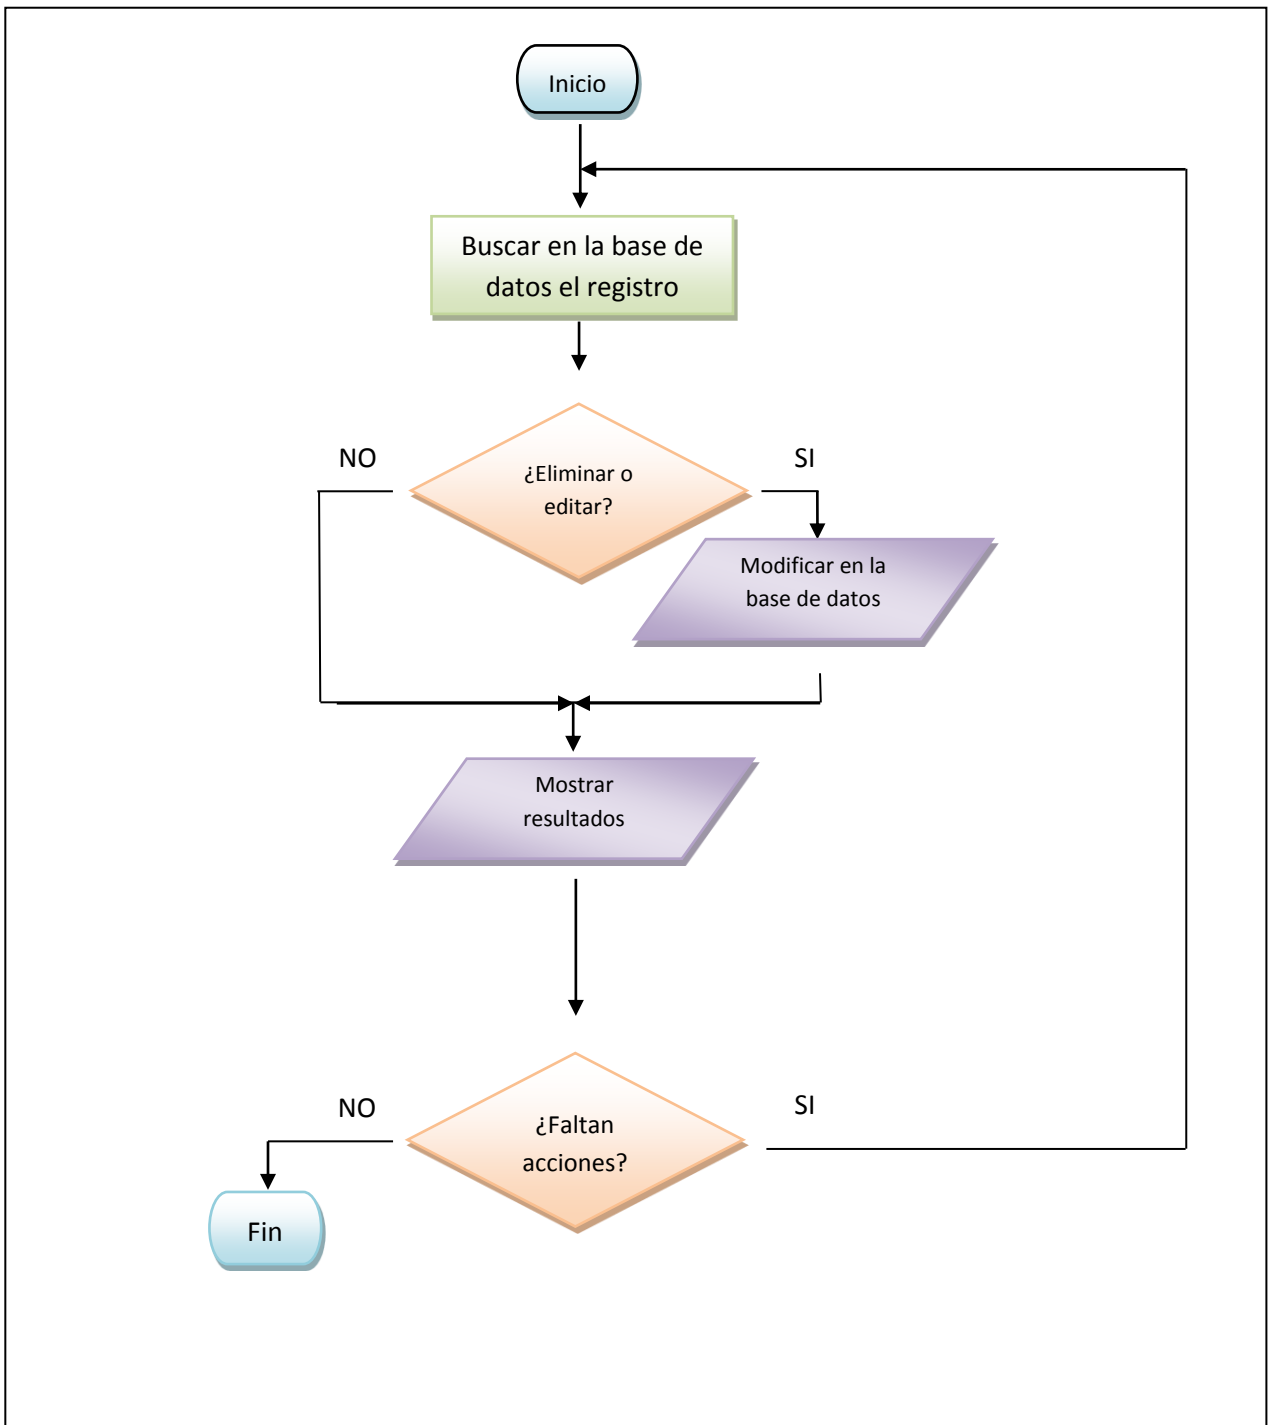 Inicio
Buscar en la base de
datos el registro
NO
SI
¿Eliminar o
editar?
Modificar en la
base de datos
Mostrar
resultados
NO
SI
¿Faltan
acciones?
Fin